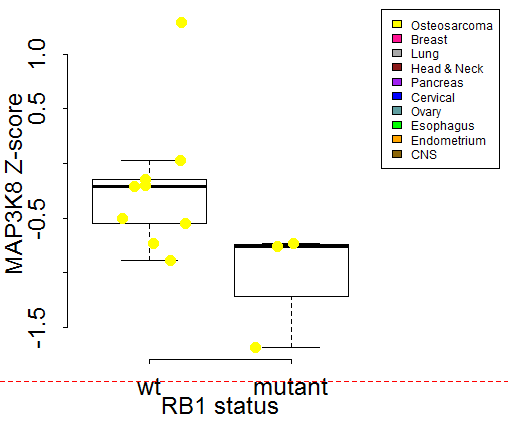 MAP3K8 Z-score
1.0
0.5
-0.5
-1.5
wt mutant
RB1 status
Osteosarcoma
Breast
Lung
Head & Neck
Pancreas
Cervical
Ovary
Esophagus
Endometrium
CNS